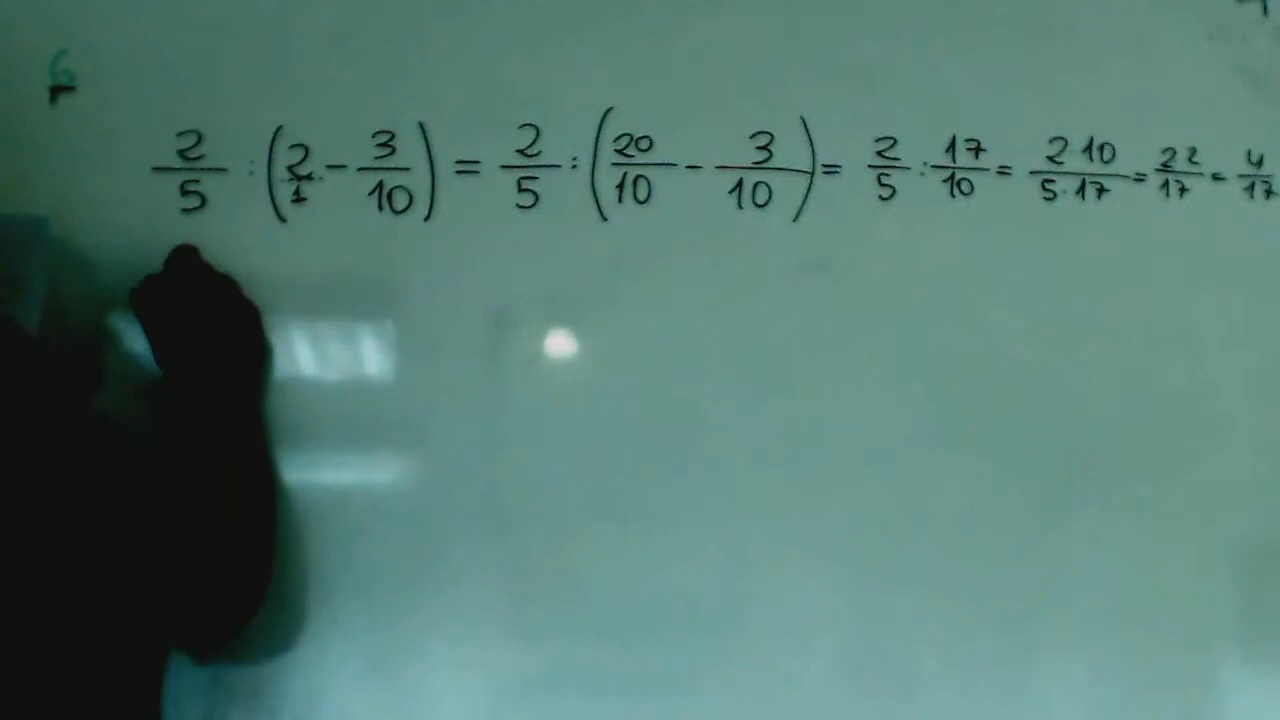 6
2/5 : (2/1 - 3/10) = 2/5 : (20/10 - 3/10) = 2/5 : 17/10 = 2 10/5·17 = 2 2/17 = 4/17